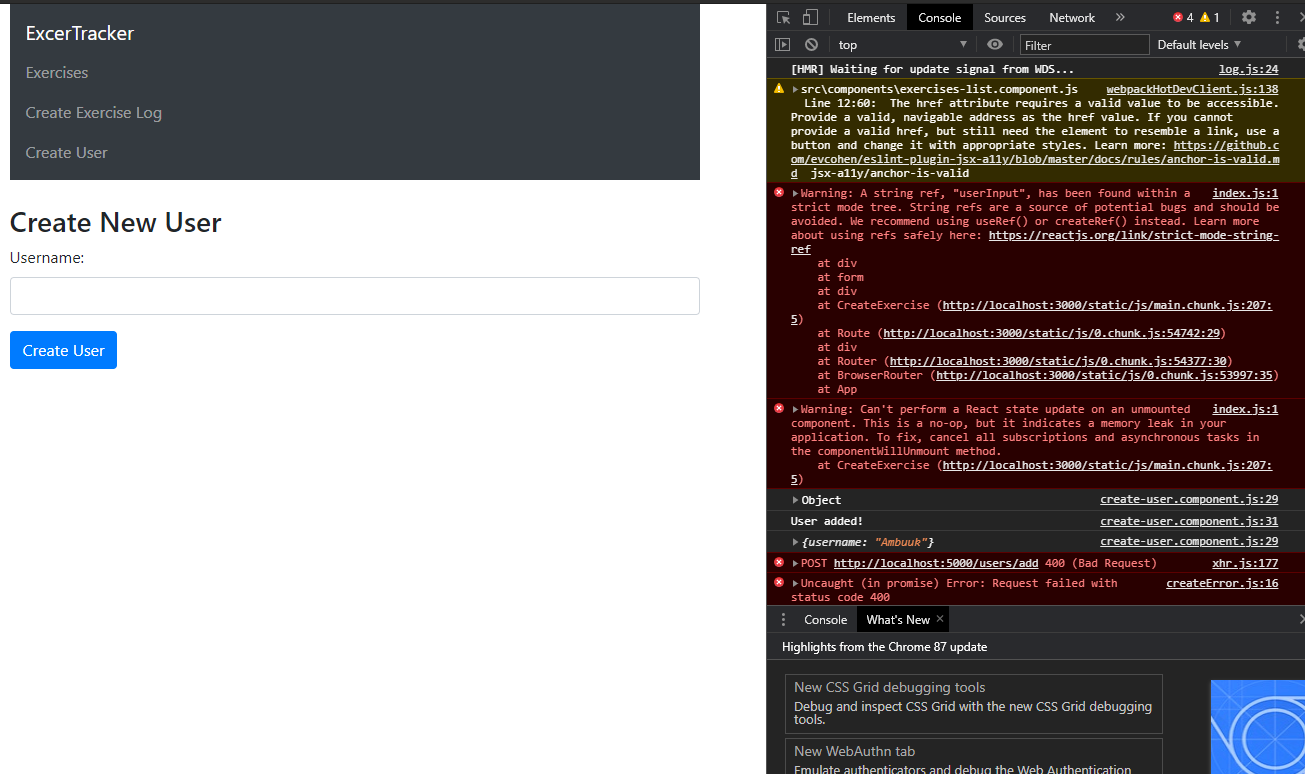 ExcerTracker
Exercises
Create Exercise Log
Create User
Create New User
Username:
Create User
Elements Console Sources Network » 4 1
top Filter Default levels
[HMR] Waiting for update signal from WDS... log.js:24
src\components\exercises-list.component.js webpackHotDevClient.js:138
Line 12:60: The href attribute requires a valid value to be accessible.
Provide a valid, navigable address as the href value. If you cannot
provide a valid href, but still need the element to resemble a link, use a
button and change it with appropriate styles. Learn more: https://github.c
om/evcohen/eslint-plugin-jsx-a11y/blob/master/docs/rules/anchor-is-valid.m
d jsx-a11y/anchor-is-valid
Warning: A string ref, "userInput", has been found within a index.js:1
strict mode tree. String refs are a source of potential bugs and should be
avoided. We recommend using useRef() or createRef() instead. Learn more
about using refs safely here: https://reactjs.org/link/strict-mode-string-
ref
at div
at form
at div
at CreateExercise (http://localhost:3000/static/js/main.chunk.js:207:
5)
at Route (http://localhost:3000/static/js/0.chunk.js:54742:29)
at div
at Router (http://localhost:3000/static/js/0.chunk.js:54377:30)
at BrowserRouter (http://localhost:3000/static/js/0.chunk.js:53997:35)
at App
Warning: Can't perform a React state update on an unmounted index.js:1
component. This is a no-op, but it indicates a memory leak in your
application. To fix, cancel all subscriptions and asynchronous tasks in
the componentWillUnmount method.
at CreateExercise (http://localhost:3000/static/js/main.chunk.js:207:
5)
Object create-user.component.js:29
User added! create-user.component.js:31
{username: "Ambuuk"} create-user.component.js:29
POST http://localhost:5000/users/add 400 (Bad Request) xhr.js:177
Uncaught (in promise) Error: Request failed with createError.js:16
status code 400
Console What's New
Highlights from the Chrome 87 update
New CSS Grid debugging tools
Debug and inspect CSS Grid with the new CSS Grid debugging
tools.
New WebAuthn tab
Emulate authenticators and debug the Web Authentication